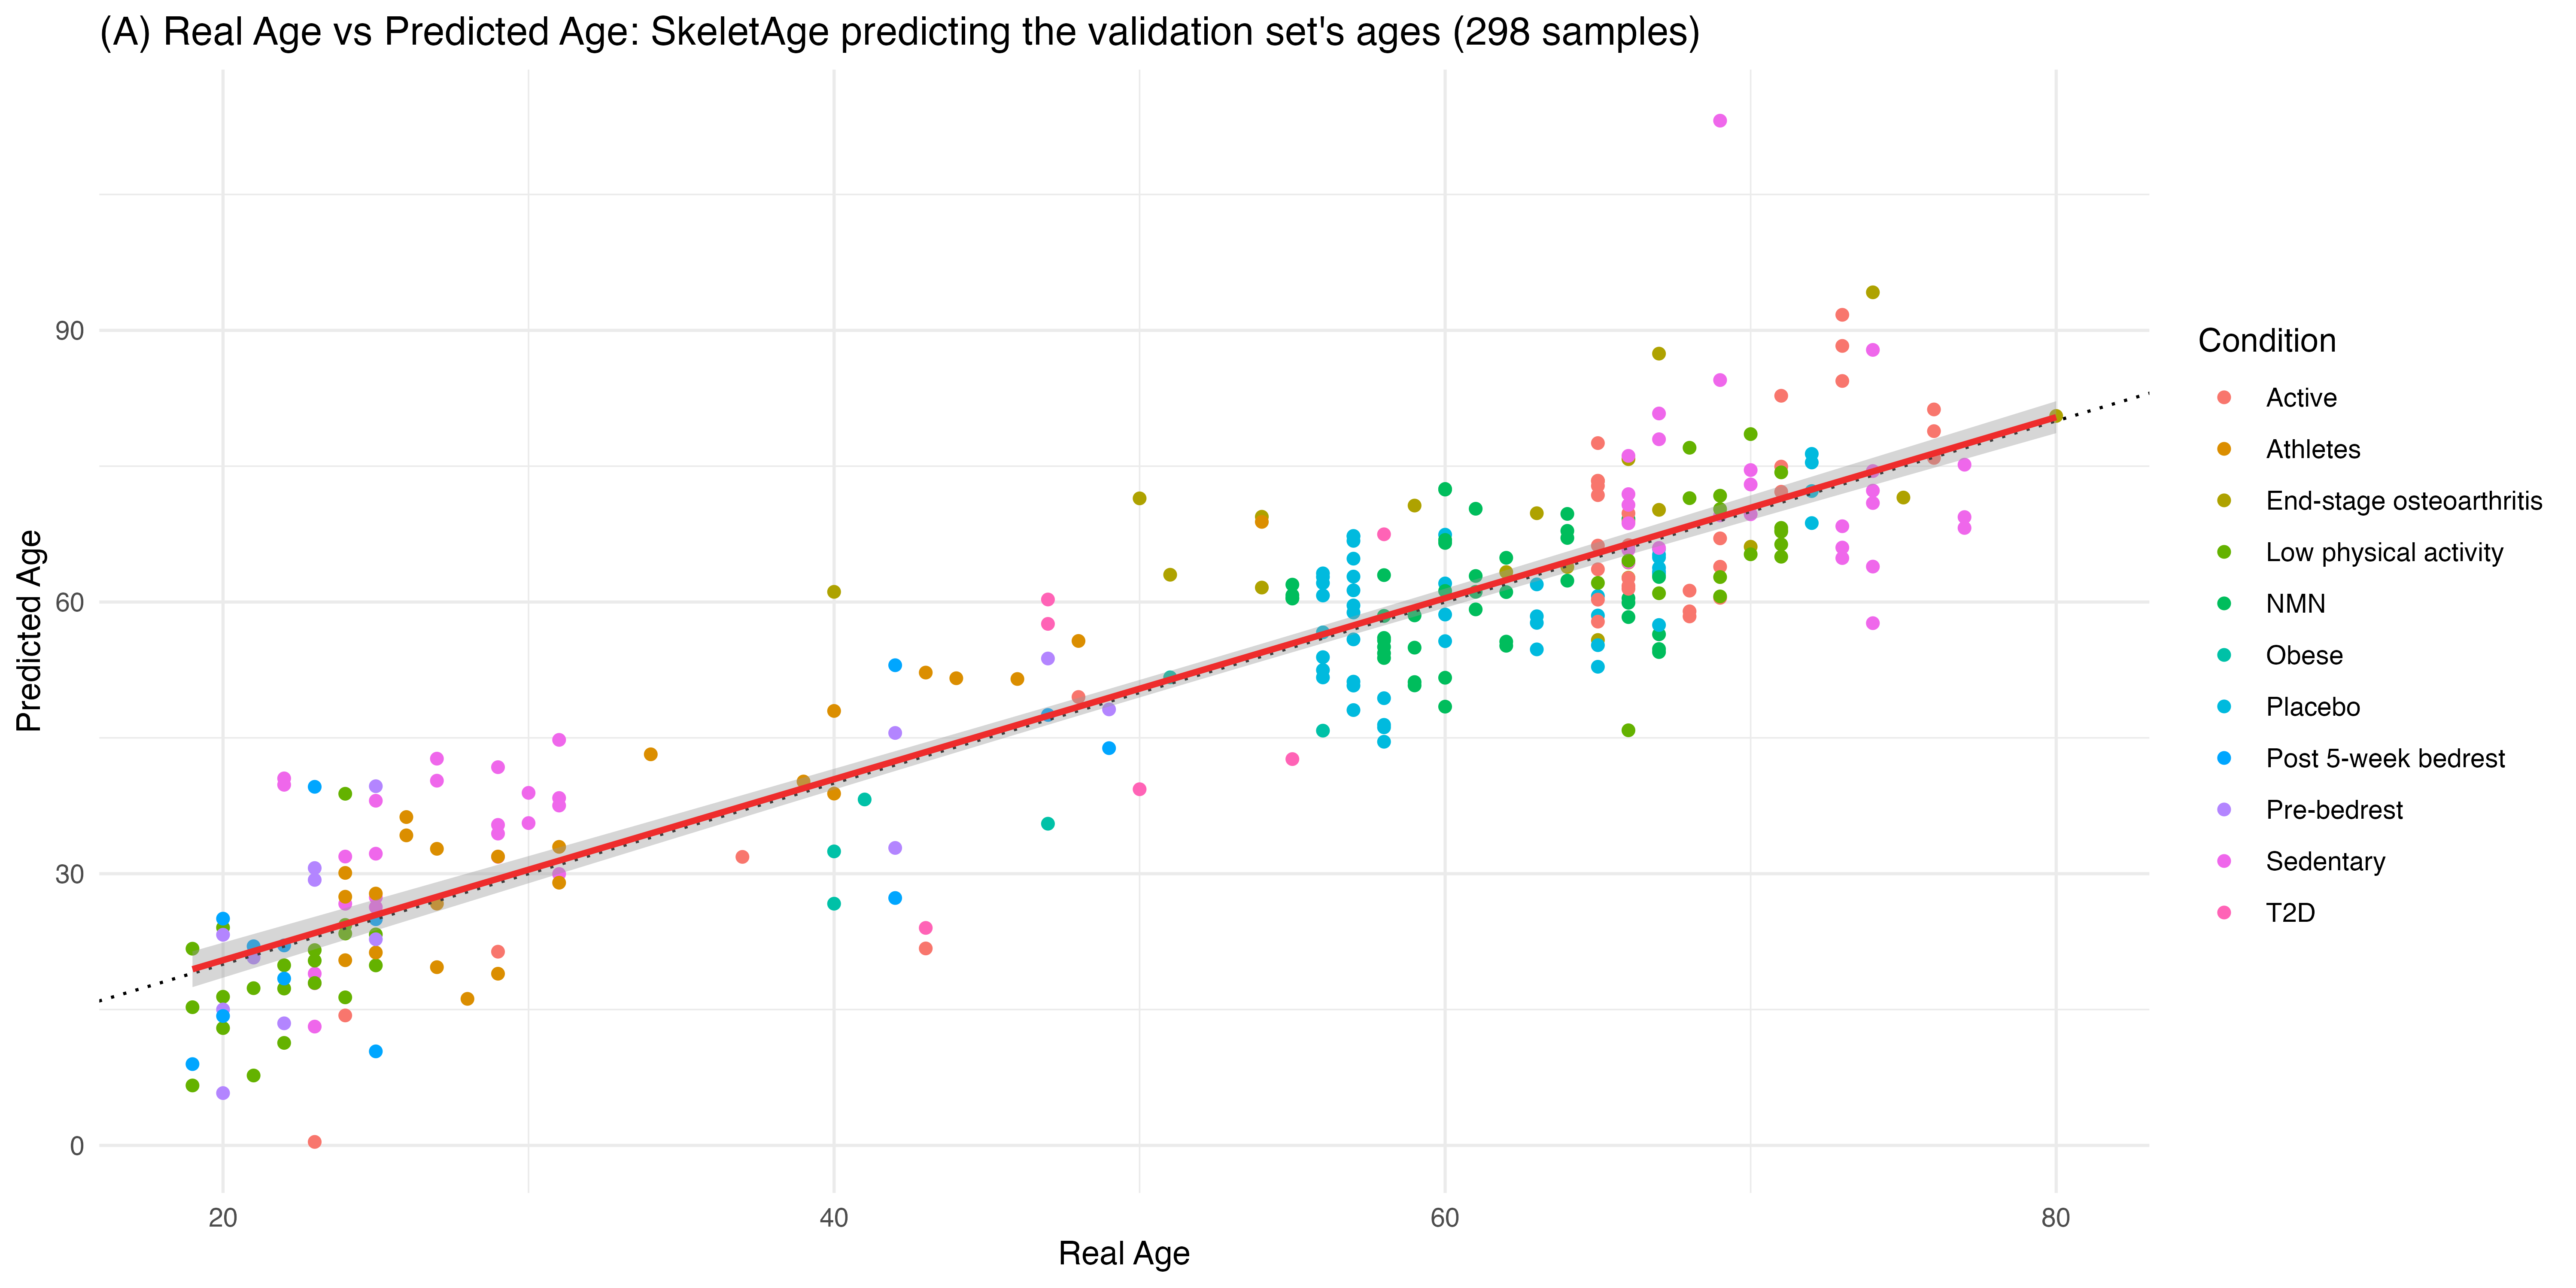 (A) Real Age vs Predicted Age: SkeletAge predicting the validation set's ages (298 samples)
Predicted Age
90
60
30
0
20
40
60
80
Real Age
Condition
Active
Athletes
End-stage osteoarthritis
Low physical activity
NMN
Obese
Placebo
Post 5-week bedrest
Pre-bedrest
Sedentary
T2D